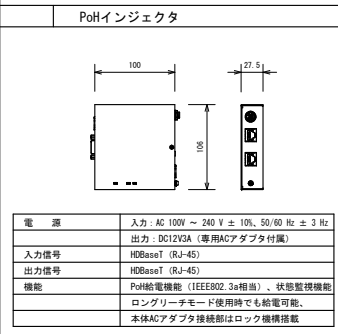 PoHインジェクタ
100
27.5
106
電　源
入力：AC 100V ～ 240 V ± 10%、50/60 Hz ± 3 Hz
出力：DC12V3A（専用ACアダプタ付属）
入力信号
HDBaseT（RJ-45）
出力信号
HDBaseT（RJ-45）
機能
PoH給電機能（IEEE802.3a相当）、状態監視機能
ロングリーチモード使用時でも給電可能、
本体ACアダプタ接続部はロック機構搭載